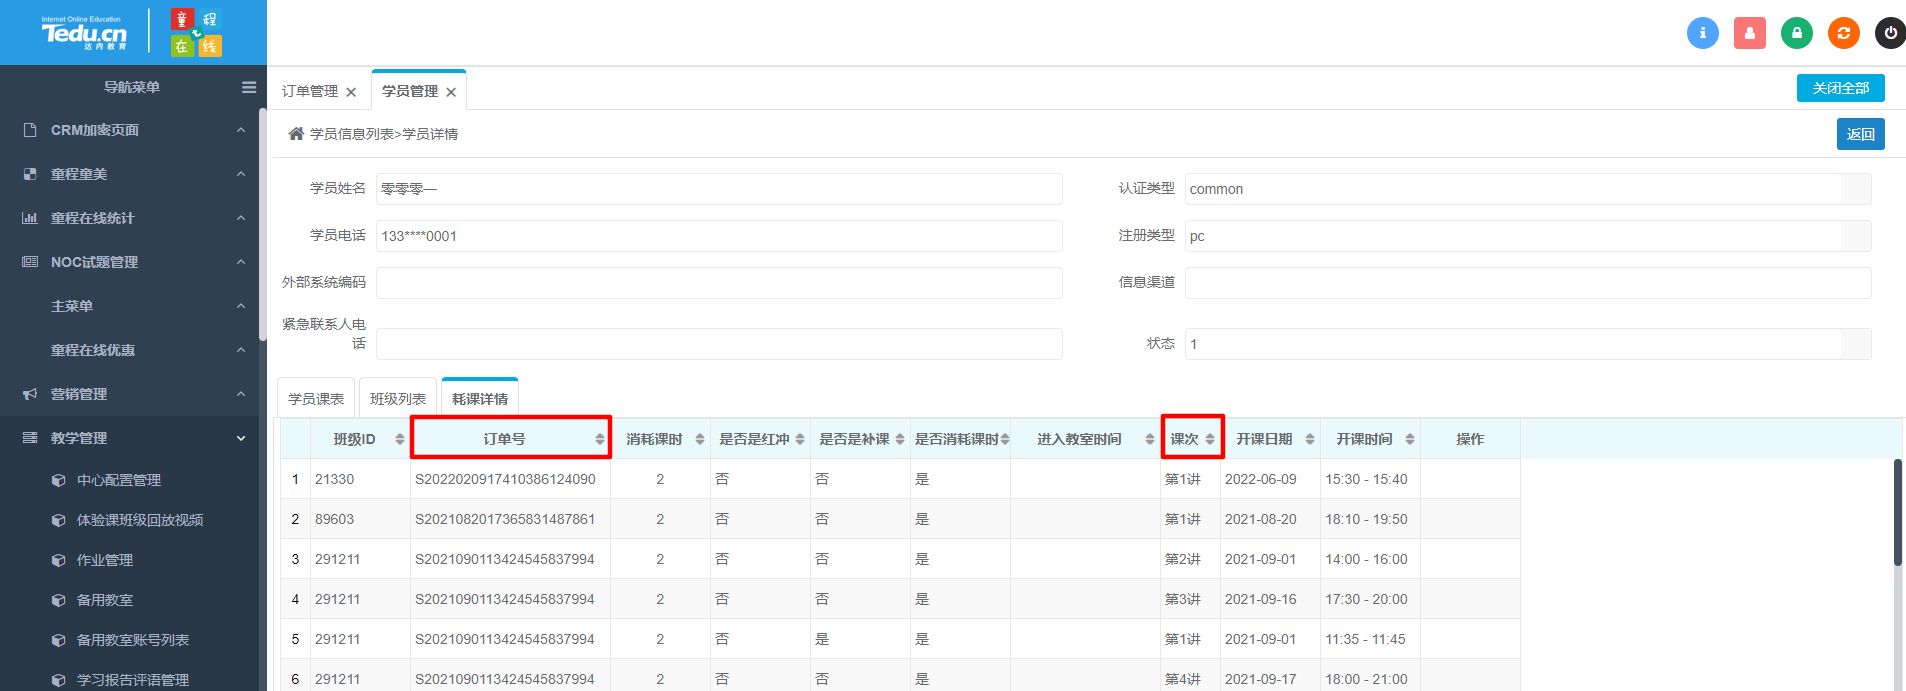 Internet Online Education
Tedu.cn
达内教育
童程
在线
导航菜单
CRM加密页面
童程童美
童程在线统计
NOC试题管理
主菜单
童程在线优惠
营销管理
教学管理
中心配置管理
体验课班级回放视频
作业管理
备用教室
备用教室账号列表
学习报告评语管理
订单管理 学员管理 关闭全部
学员信息列表>学员详情 返回
学员姓名 零零零一 认证类型 common
学员电话 133****0001 注册类型 pc
外部系统编码 信息渠道
紧急联系人电
话 状态 1
学员课表 班级列表 耗课详情
班级ID 订单号 消耗课时 是否是红冲 是否是补课 是否消耗课时 进入教室时间 课次 开课日期 开课时间 操作
1 21330 S2022020917410386124090 2 否 否 是 第1讲 2022-06-09 15:30 - 15:40
2 89603 S2021082017365831487861 2 否 否 是 第1讲 2021-08-20 18:10 - 19:50
3 291211 S2021090113424545837994 2 否 否 是 第2讲 2021-09-01 14:00 - 16:00
4 291211 S2021090113424545837994 2 否 否 是 第3讲 2021-09-16 17:30 - 20:00
5 291211 S2021090113424545837994 2 否 是 是 第1讲 2021-09-01 11:35 - 11:45
6 291211 S2021090113424545837994 2 否 否 是 第4讲 2021-09-17 18:00 - 21:00